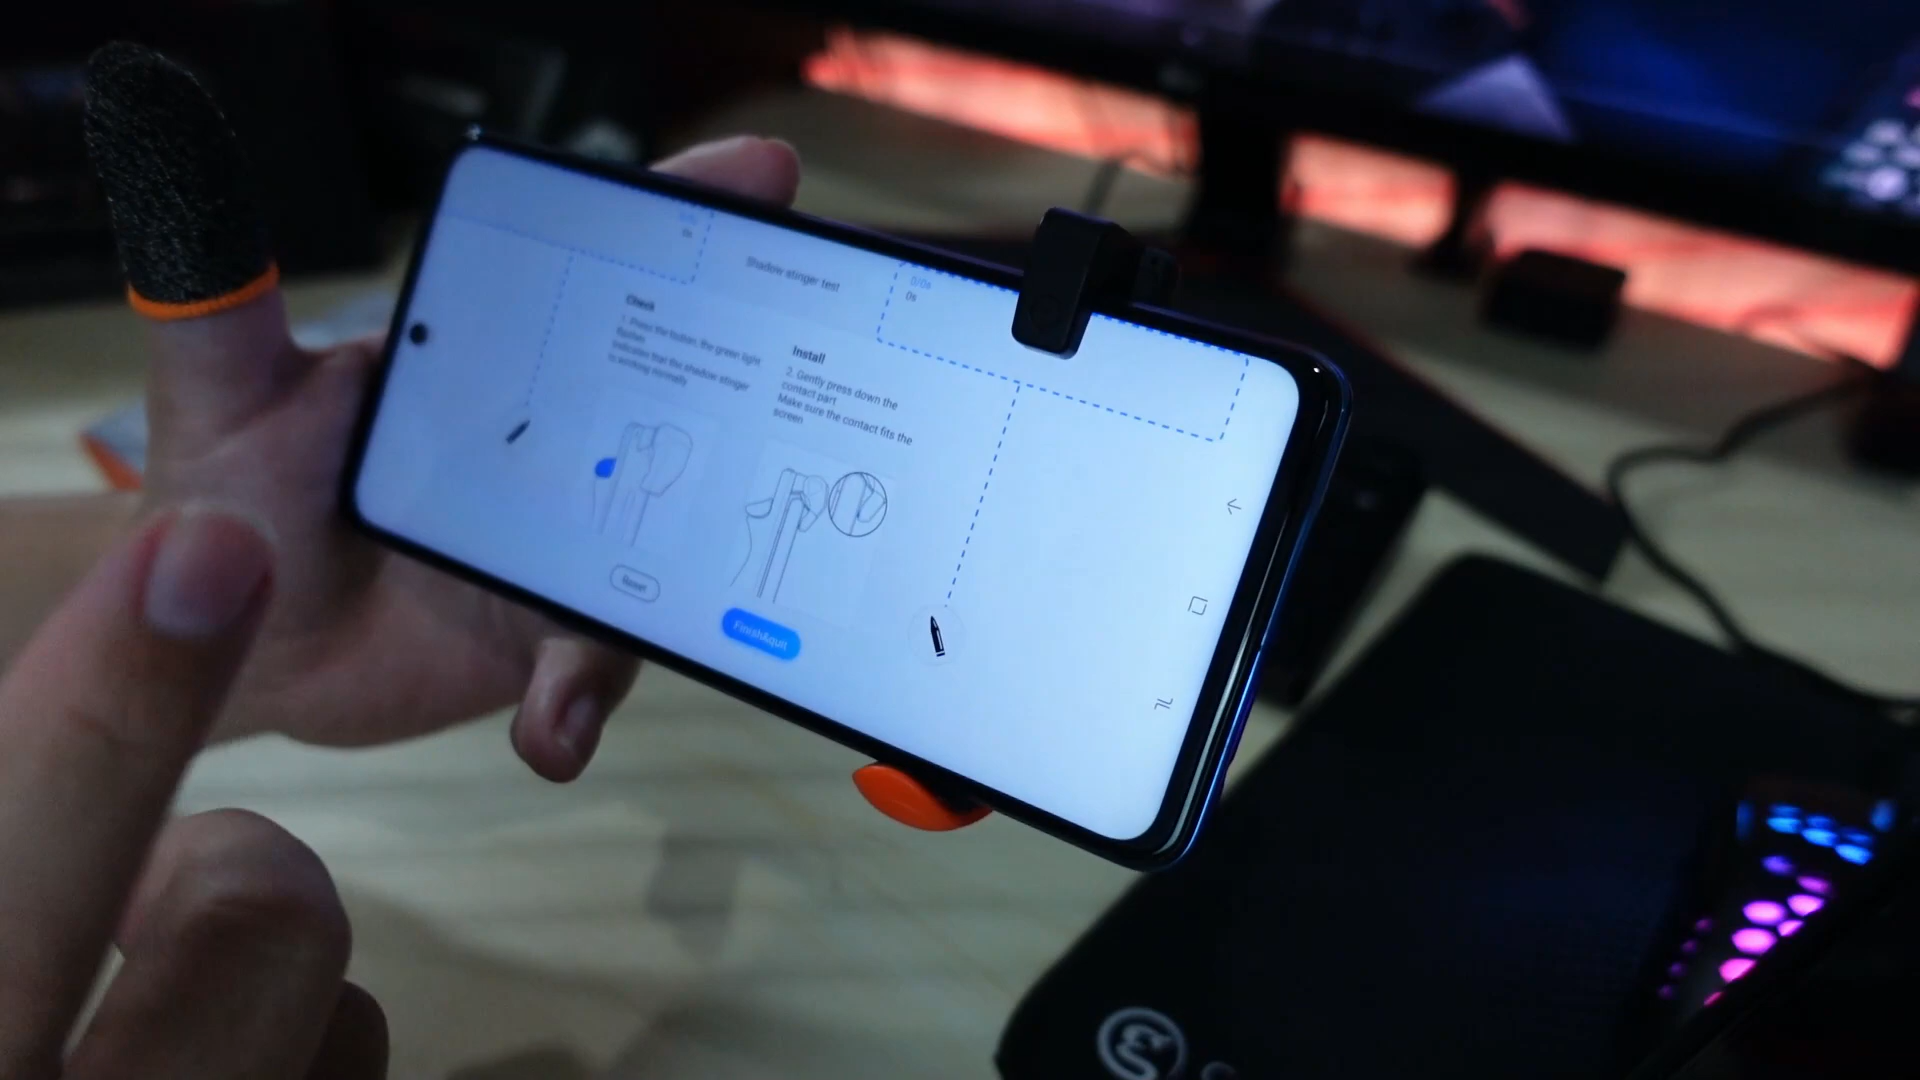 0s
Shadow stinger test
0/0s
0s
Check
1. Press the button, the green light
flashes
Indicates that the shadow stinger
is working normally
Install
2. Gently press down the
contact part
Make sure the contact fits the
screen
Reset
Finish&quit